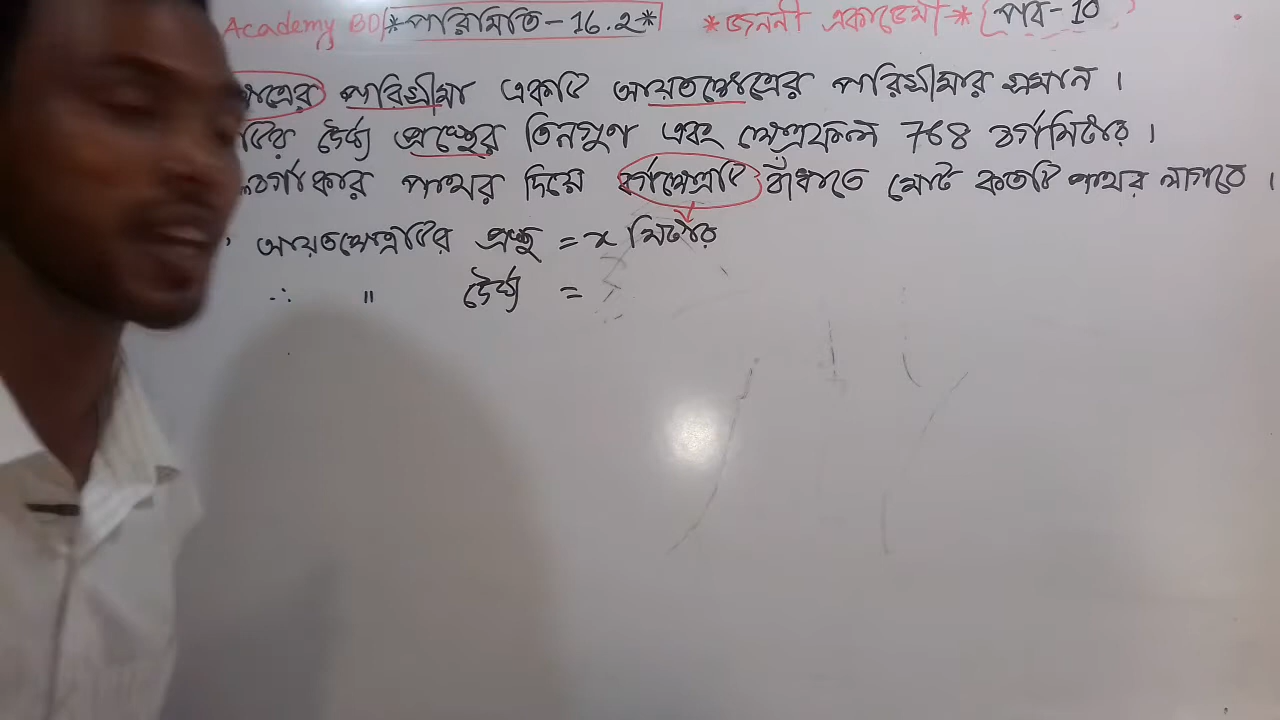 Academy BD *পরিমিতি-16.2* *জননী একাডেমী* (পর্ব-10)
ক্ষেত্রের পরিসীমা একটি আয়তক্ষেত্রের পরিসীমার সমান।
টির দৈর্ঘ্য প্রস্থের তিনগুণ এবং ক্ষেত্রফল 768 বর্গমিটার।
বর্গাকার পাথর দিয়ে বর্গক্ষেত্রটি বাঁধতে মোট কতটি পাথর লাগবে।
আয়তক্ষেত্রটির প্রস্থ = x মিটার
∴ " দৈর্ঘ্য =